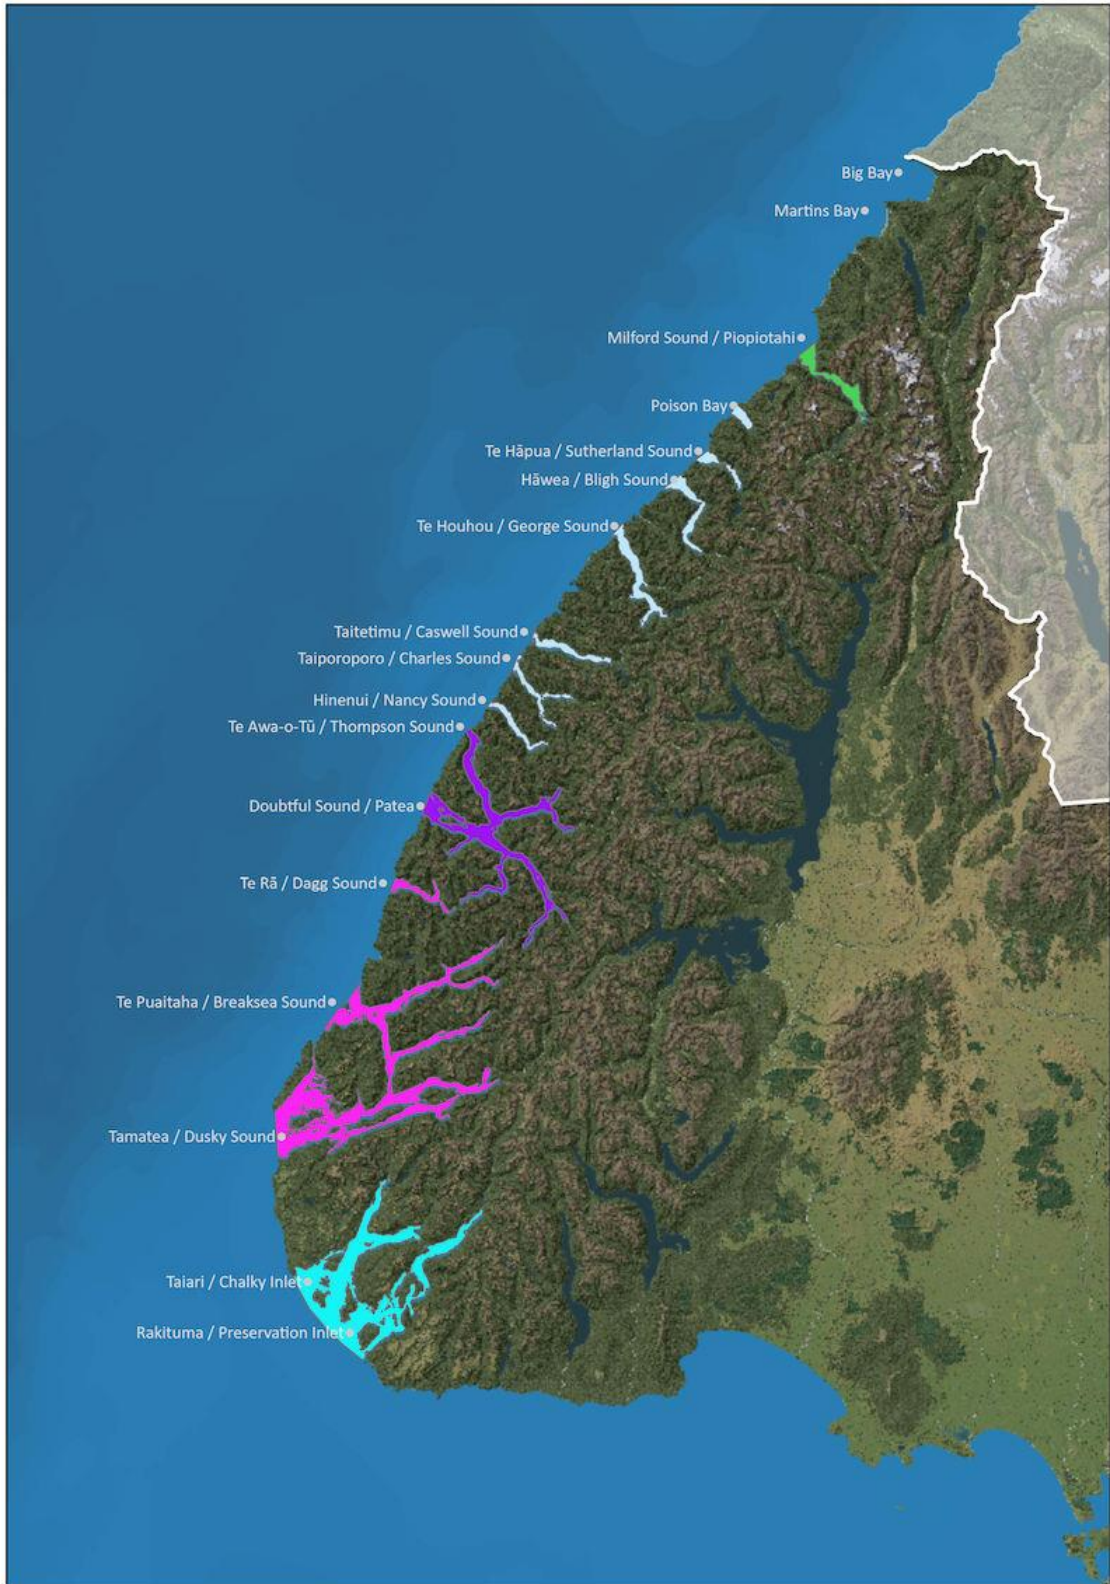 Big Bay
Martins Bay
Milford Sound / Piopiotahi
Poison Bay
Te Hāpua / Sutherland Sound
Hāwea / Bligh Sound
Te Houhou / George Sound
Taitetimu / Caswell Sound
Taiporoporo / Charles Sound
Hinenui / Nancy Sound
Te Awa-o-Tū / Thompson Sound
Doubtful Sound / Patea
Te Rā / Dagg Sound
Te Puaitaha / Breaksea Sound
Tamatea / Dusky Sound
Taiari / Chalky Inlet
Rakituma / Preservation Inlet